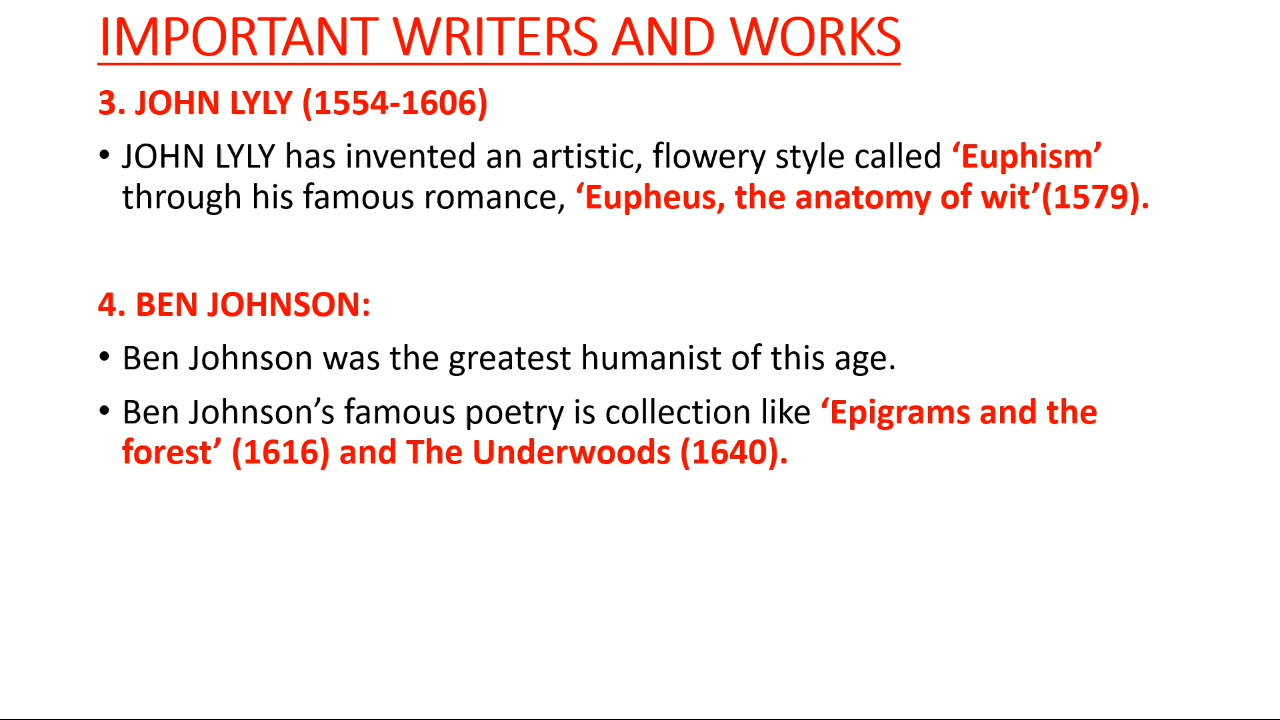 IMPORTANT WRITERS AND WORKS
3. JOHN LYLY (1554-1606)
• JOHN LYLY has invented an artistic, flowery style called ‘Euphism’
through his famous romance, ‘Eupheus, the anatomy of wit’(1579).
4. BEN JOHNSON:
• Ben Johnson was the greatest humanist of this age.
• Ben Johnson’s famous poetry is collection like ‘Epigrams and the
forest’ (1616) and The Underwoods (1640).